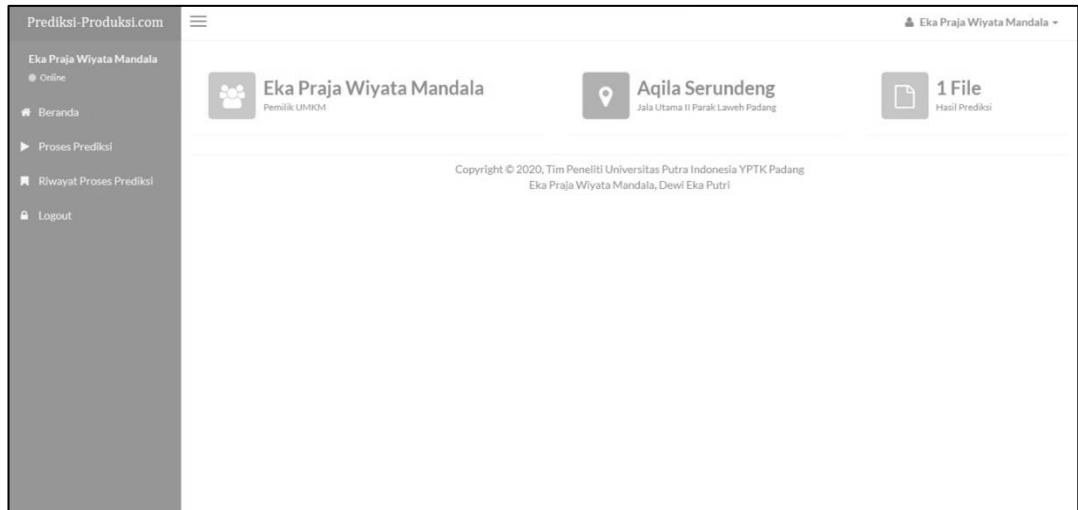 Prediksi-Produksi.com
Eka Praja Wiyata Mandala
Eka Praja Wiyata Mandala
Online
Beranda
Proses Prediksi
Riwayat Proses Prediksi
Logout
Eka Praja Wiyata Mandala
Pemilik UMKM
Aqila Serundeng
Jala Utama II Parak Laweh Padang
1 File
Hasil Prediksi
Copyright © 2020, Tim Peneliti Universitas Putra Indonesia YPTK Padang
Eka Praja Wiyata Mandala, Dewi Eka Putri